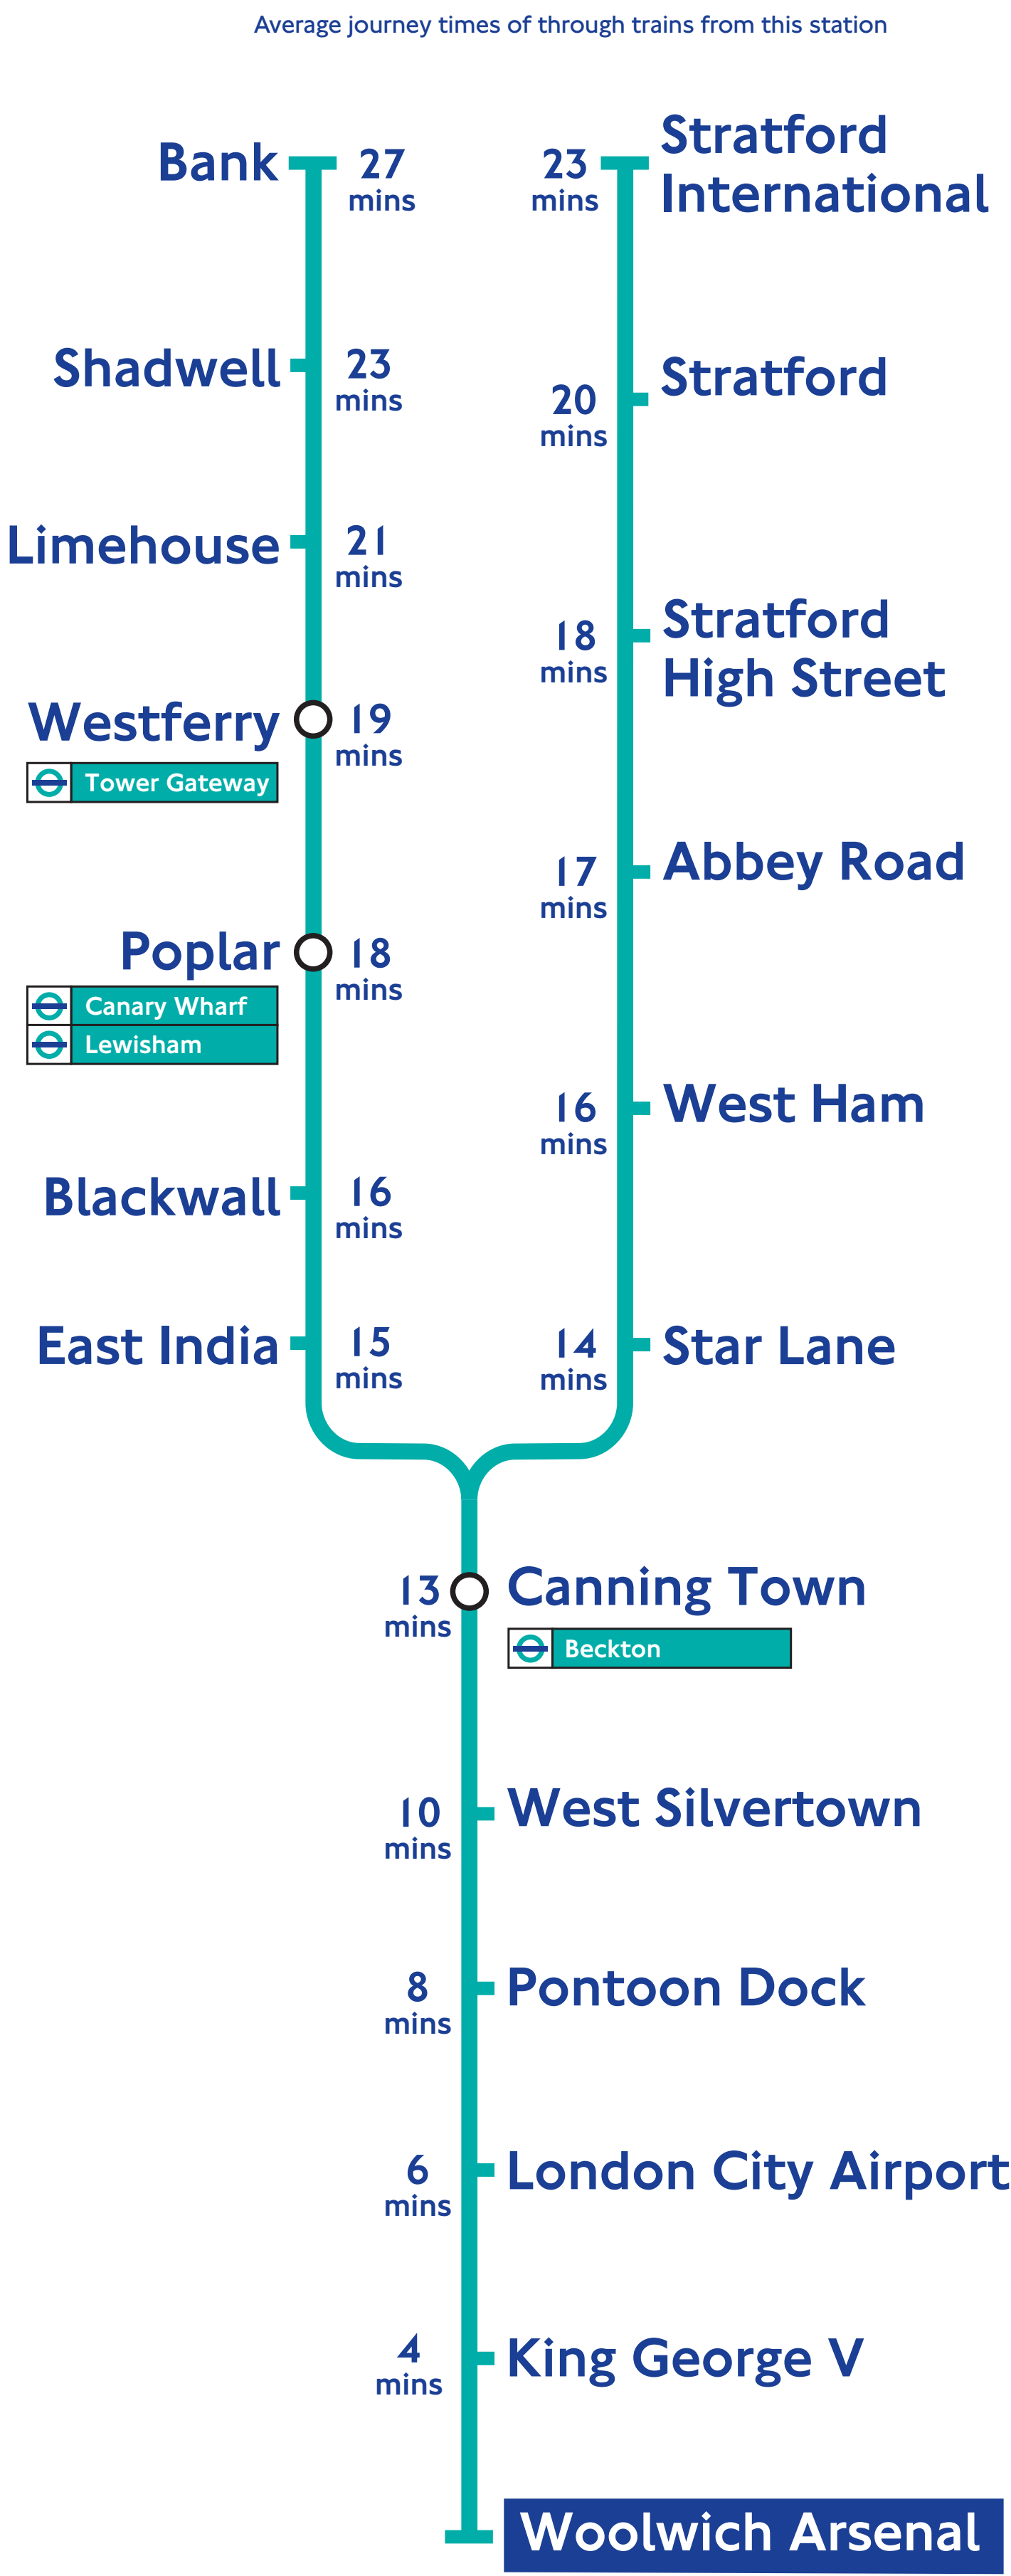 Average journey times of through trains from this station
Bank
27
mins
Shadwell
23
mins
Limehouse
21
mins
Westferry
19
mins
Tower Gateway
Poplar
18
mins
Canary Wharf
Lewisham
Blackwall
16
mins
East India
15
mins
23
mins
Stratford
International
20
mins
Stratford
18
mins
Stratford
High Street
17
mins
Abbey Road
16
mins
West Ham
14
mins
Star Lane
13
mins
Canning Town
Beckton
10
mins
West Silvertown
8
mins
Pontoon Dock
6
mins
London City Airport
4
mins
King George V
Woolwich Arsenal